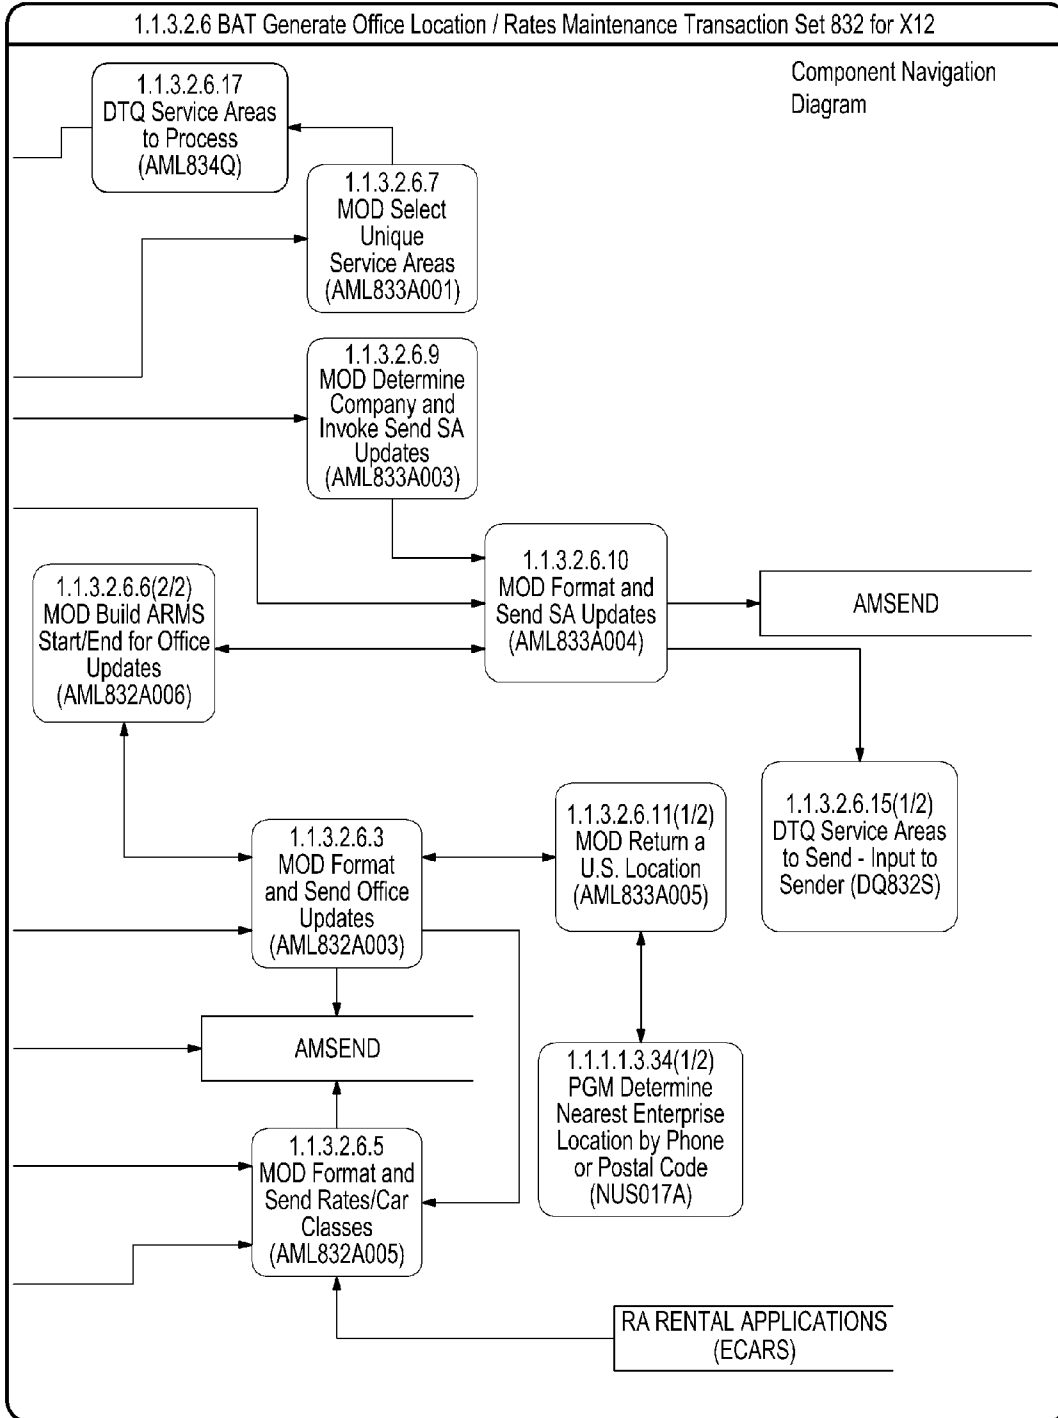 1.1.3.2.6 BAT Generate Office Location / Rates Maintenance Transaction Set 832 for X12
Component Navigation
Diagram
1.1.3.2.6.17
DTQ Service Areas
to Process
(AML834Q)
1.1.3.2.6.7
MOD Select
Unique
Service Areas
(AML833A001)
1.1.3.2.6.9
MOD Determine
Company and
Invoke Send SA
Updates
(AML833A003)
1.1.3.2.6.10
MOD Format and
Send SA Updates
(AML833A004)
AMSEND
1.1.3.2.6.6(2/2)
MOD Build ARMS
Start/End for Office
Updates
(AML832A006)
1.1.3.2.6.15(1/2)
DTQ Service Areas
to Send - Input to
Sender (DQ832S)
1.1.3.2.6.11(1/2)
MOD Return a
U.S. Location
(AML833A005)
1.1.3.2.6.3
MOD Format
and Send Office
Updates
(AML832A003)
AMSEND
1.1.1.1.3.34(1/2)
PGM Determine
Nearest Enterprise
Location by Phone
or Postal Code
(NUS017A)
1.1.3.2.6.5
MOD Format and
Send Rates/Car
Classes
(AML832A005)
RA RENTAL APPLICATIONS
(ECARS)